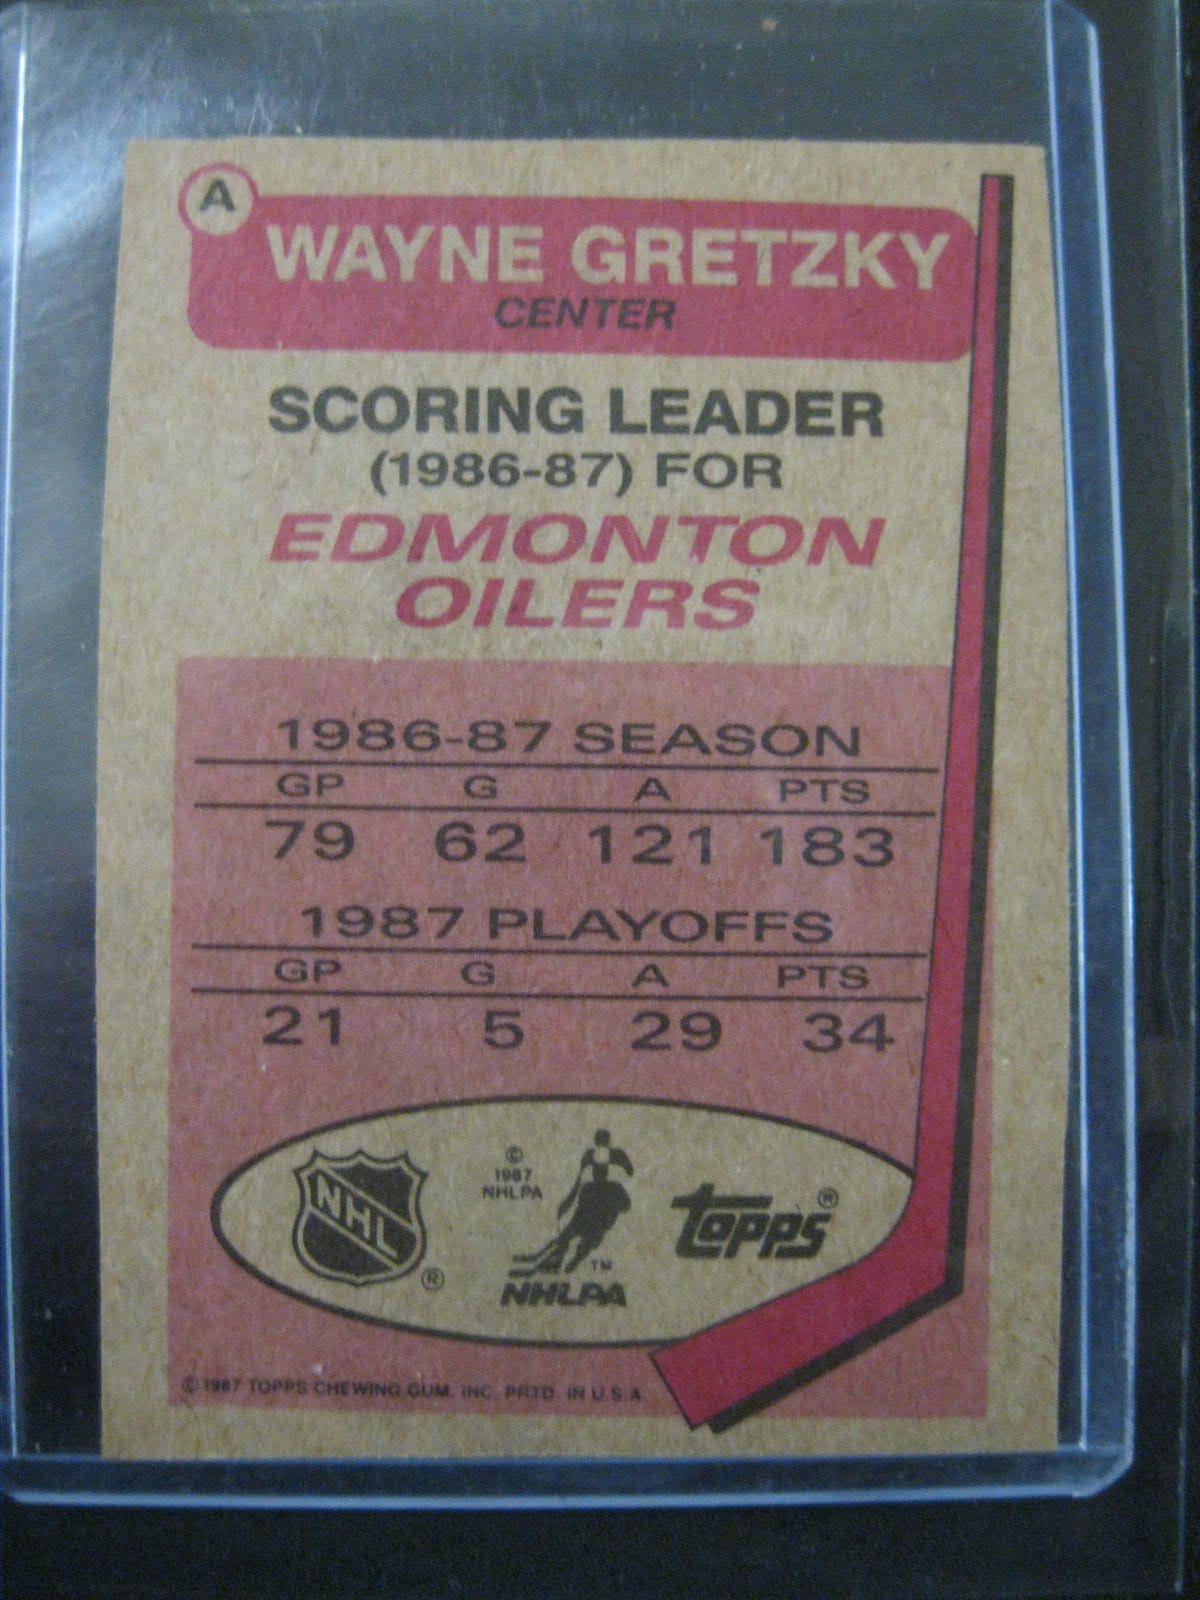 A
WAYNE GRETZKY
CENTER
SCORING LEADER
(1986-87) FOR
EDMONTON
OILERS
1986-87 SEASON
GP G A PTS
79 62 121 183
1987 PLAYOFFS
GP G A PTS
21 5 29 34
NHL ®
©
1987
NHLPA
TM
NHLPA
topps ®
© 1987 TOPPS CHEWING GUM, INC. PRTD. IN U.S.A.